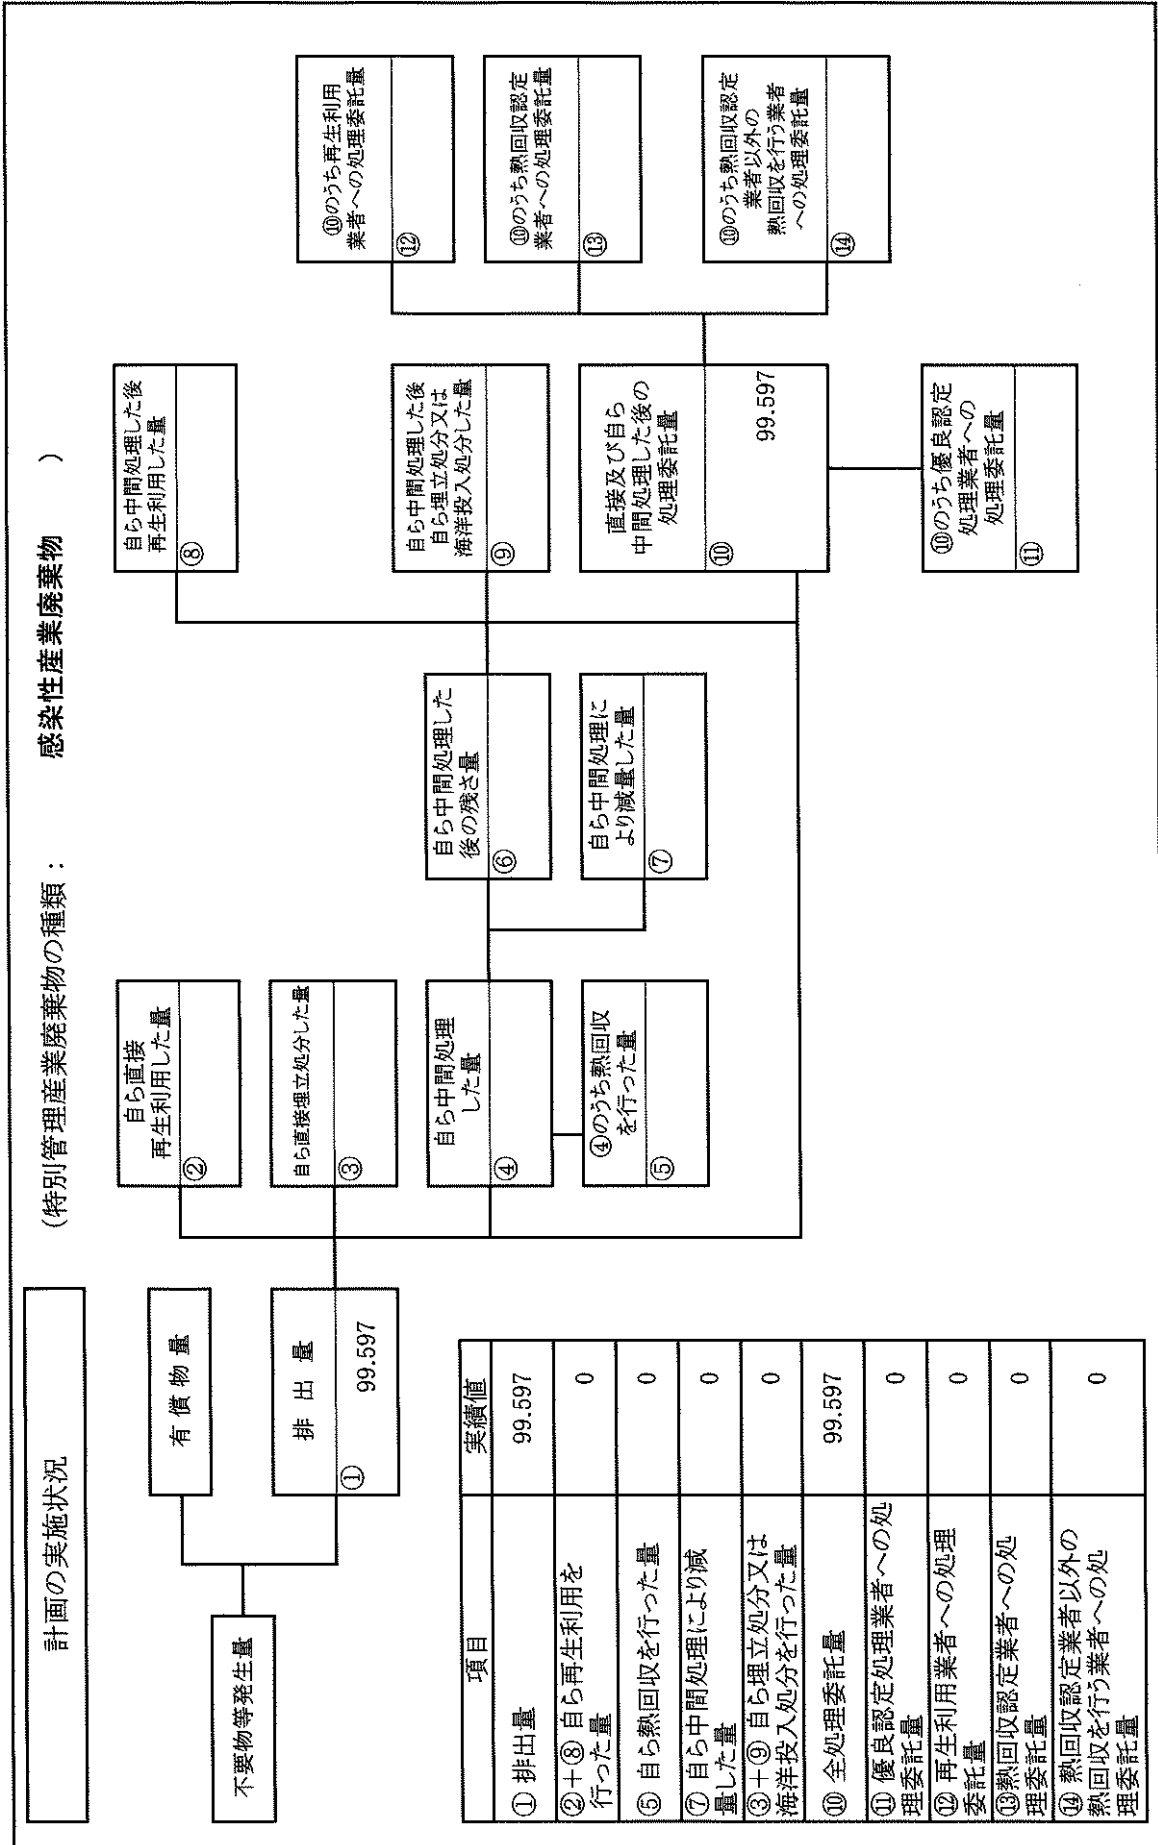 計画の実施状況
(特別管理産業廃棄物の種類： 感染性産業廃棄物 )
不要物等発生量
有償物量
排出量
①
99.597
自ら直接
再生利用した量
②
自ら直接埋立処分した量
③
自ら中間処理
した量
④
④のうち熱回収
を行った量
⑤
自ら中間処理した
後の残さ量
⑥
自ら中間処理に
より減量した量
⑦
自ら中間処理した後
再生利用した量
⑧
自ら中間処理した後
自ら埋立処分又は
海洋投入処分した量
⑨
直接及び自ら
中間処理した後の
処理委託量
⑩
99.597
⑩のうち優良認定
処理業者への
処理委託量
⑪
⑩のうち再生利用
業者への処理委託量
⑫
⑩のうち熱回収認定
業者への処理委託量
⑬
⑩のうち熱回収認定
業者以外の
熱回収を行う業者
への処理委託量
⑭
項目 実績値
①排出量 99.597
②＋⑧ 自ら再生利用を
行った量 0
⑤ 自ら熱回収を行った量 0
⑦ 自ら中間処理により減
量した量 0
③＋⑨ 自ら埋立処分又は
海洋投入処分を行った量 0
⑩ 全処理委託量 99.597
⑪ 優良認定処理業者への処
理委託量 0
⑫ 再生利用業者への処理
委託量 0
⑬熱回収認定業者への処
理委託量 0
⑭ 熱回収認定業者以外の
熱回収を行う業者への処
理委託量 0